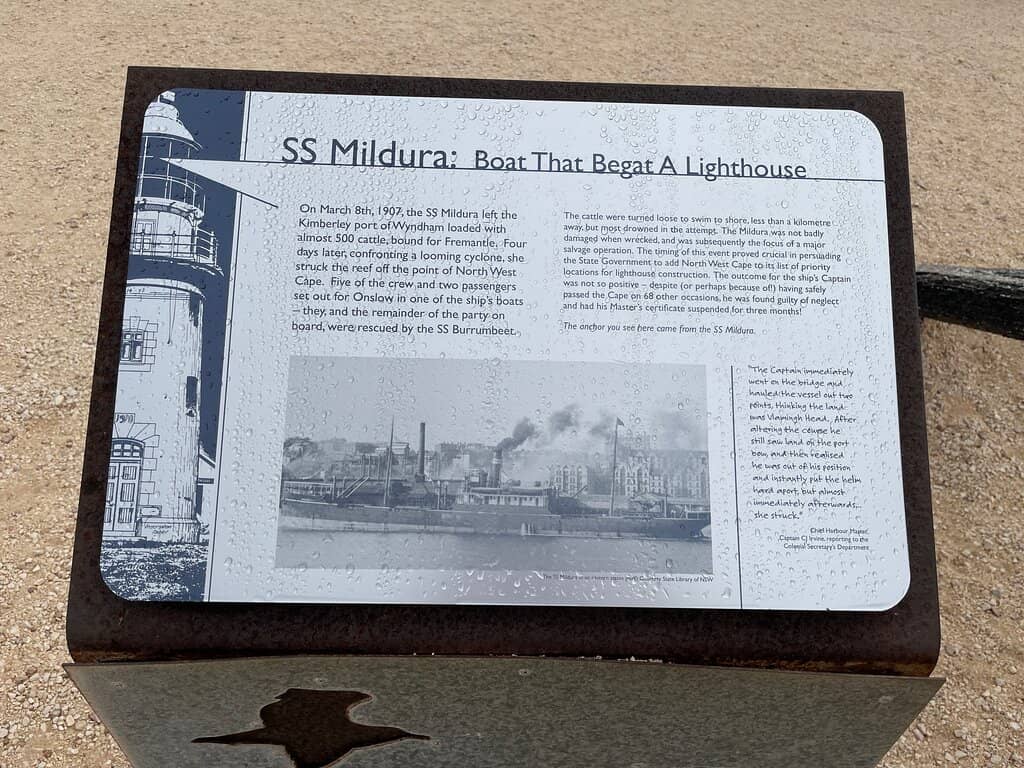 SS Mildura: Boat That Begat A Lighthouse
On March 8th, 1907, the SS Mildura left the
Kimberley port of Wyndham loaded with
almost 500 cattle, bound for Fremantle. Four
days later, confronting a looming cyclone, she
struck the reef off the point of North West
Cape. Five of the crew and two passengers
set out for Onslow in one of the ship's boats
– they, and the remainder of the party on
board, were rescued by the SS Burrumbeet.
The cattle were turned loose to swim to shore, less than a kilometre
away, but most drowned in the attempt. The Mildura was not badly
damaged when wrecked, and was subsequently the focus of a major
salvage operation. The timing of this event proved crucial in persuading
the State Government to add North West Cape to its list of priority
locations for lighthouse construction. The outcome for the ship's Captain
was not so positive – despite (or perhaps because of!) having safely
passed the Cape on 68 other occasions, he was found guilty of neglect
and had his Master's certificate suspended for three months!
The anchor you see here came from the SS Mildura.
"The Captain immediately
went on the bridge and
hauled the vessel out two
points, thinking the land
was Vlamingh Head. After
altering the course he
still saw land on the port
bow, and then realised
he was out of his position
and instantly put the helm
hard aport, but almost
immediately afterwards,..
she struck."
Chief Harbour Master,
Captain CJ Irvine, reporting to the
Colonial Secretary's Department
The SS Mildura Courtesy State Library of NSW
1910